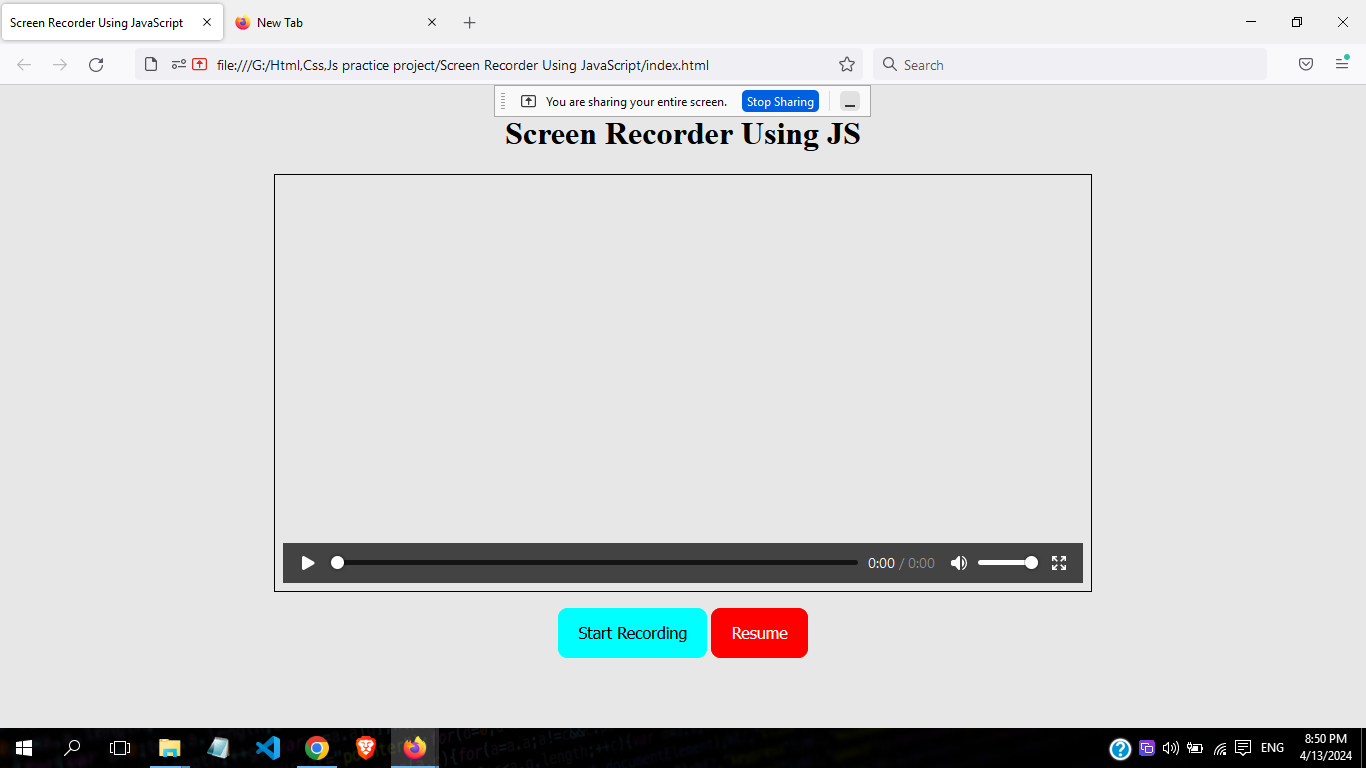 Screen Recorder Using JavaScript
New Tab
file:///G:/Html,Css,Js practice project/Screen Recorder Using JavaScript/index.html
Search
You are sharing your entire screen.
Stop Sharing
Screen Recorder Using JS
0:00 / 0:00
Start Recording
Resume
ENG
8:50 PM
4/13/2024